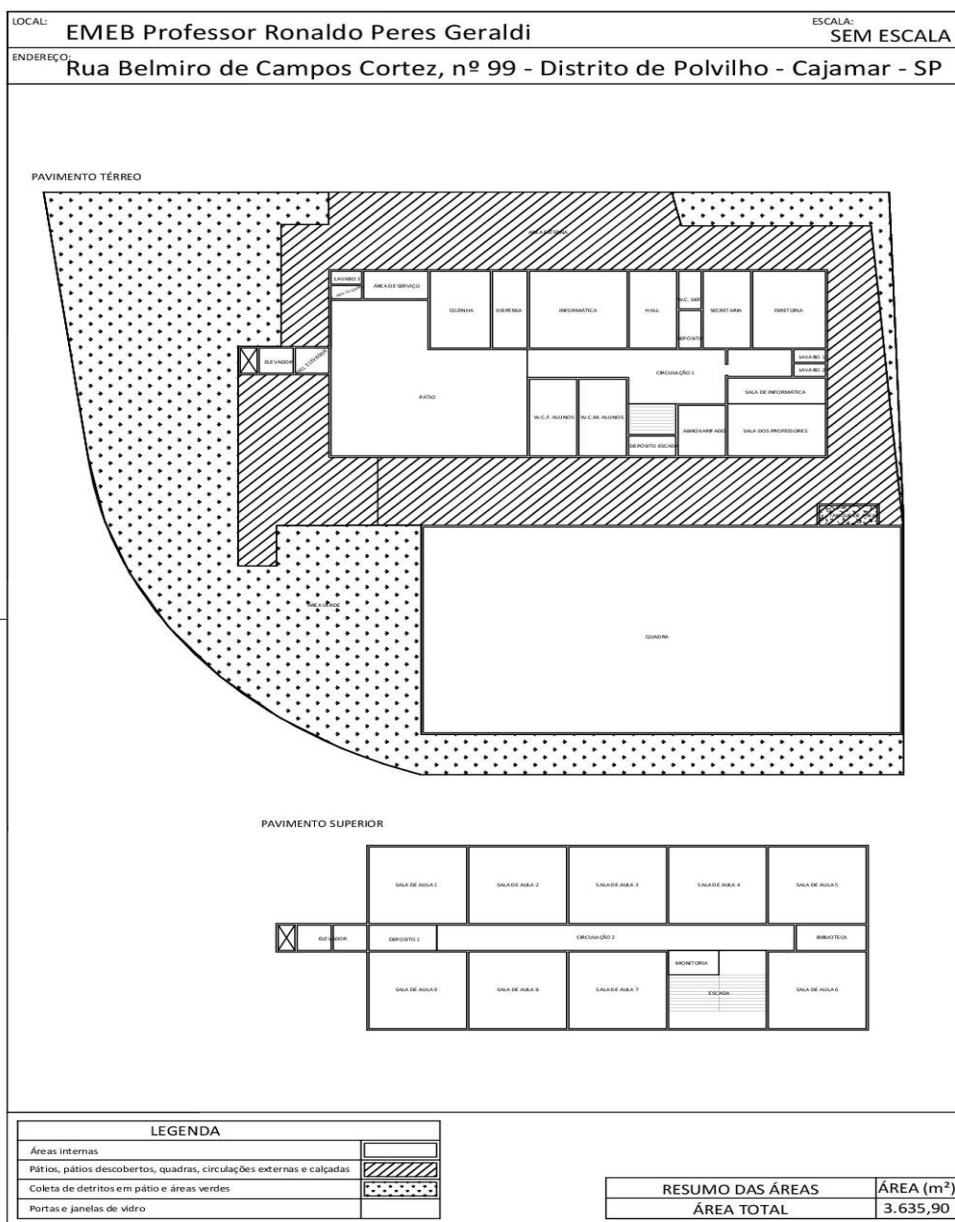 LOCAL: EMEB Professor Ronaldo Peres Geraldi
ESCALA: SEM ESCALA
ENDEREÇO: Rua Belmiro de Campos Cortez, nº 99 - Distrito de Polvilho - Cajamar - SP
PAVIMENTO TÉRREO
ÁREA EXTERNA
LAVABO 3
ÁREA DE SERVIÇO
COZINHA
DISPENSA
INFORMÁTICA
HALL
W.C. DEF
DEPÓSITO
SECRETARIA
DIRETORIA
ELEVADOR
PÁTIO
CIRCULAÇÃO 1
LAVABO 1
LAVABO 2
SALA DE INFORMÁTICA
W.C.F. ALUNOS
W.C.M. ALUNOS
DEPÓSITO ESCADA
ALMOXARIFADO
SALA DOS PROFESSORES
ÁREA VERDE
QUADRA
PAVIMENTO SUPERIOR
SALA DE AULA 1
SALA DE AULA 2
SALA DE AULA 3
SALA DE AULA 4
SALA DE AULA 5
ELEVADOR
DEPOSITO 1
CIRCULAÇÃO 2
BIBLIOTECA
MONITORIA
SALA DE AULA 9
SALA DE AULA 8
SALA DE AULA 7
ESCADA
SALA DE AULA 6
LEGENDA
Áreas internas
Pátios, pátios descobertos, quadras, circulações externas e calçadas
Coleta de detritos em pátio e áreas verdes
Portas e janelas de vidro
RESUMO DAS ÁREAS ÁREA (m²)
ÁREA TOTAL 3.635,90